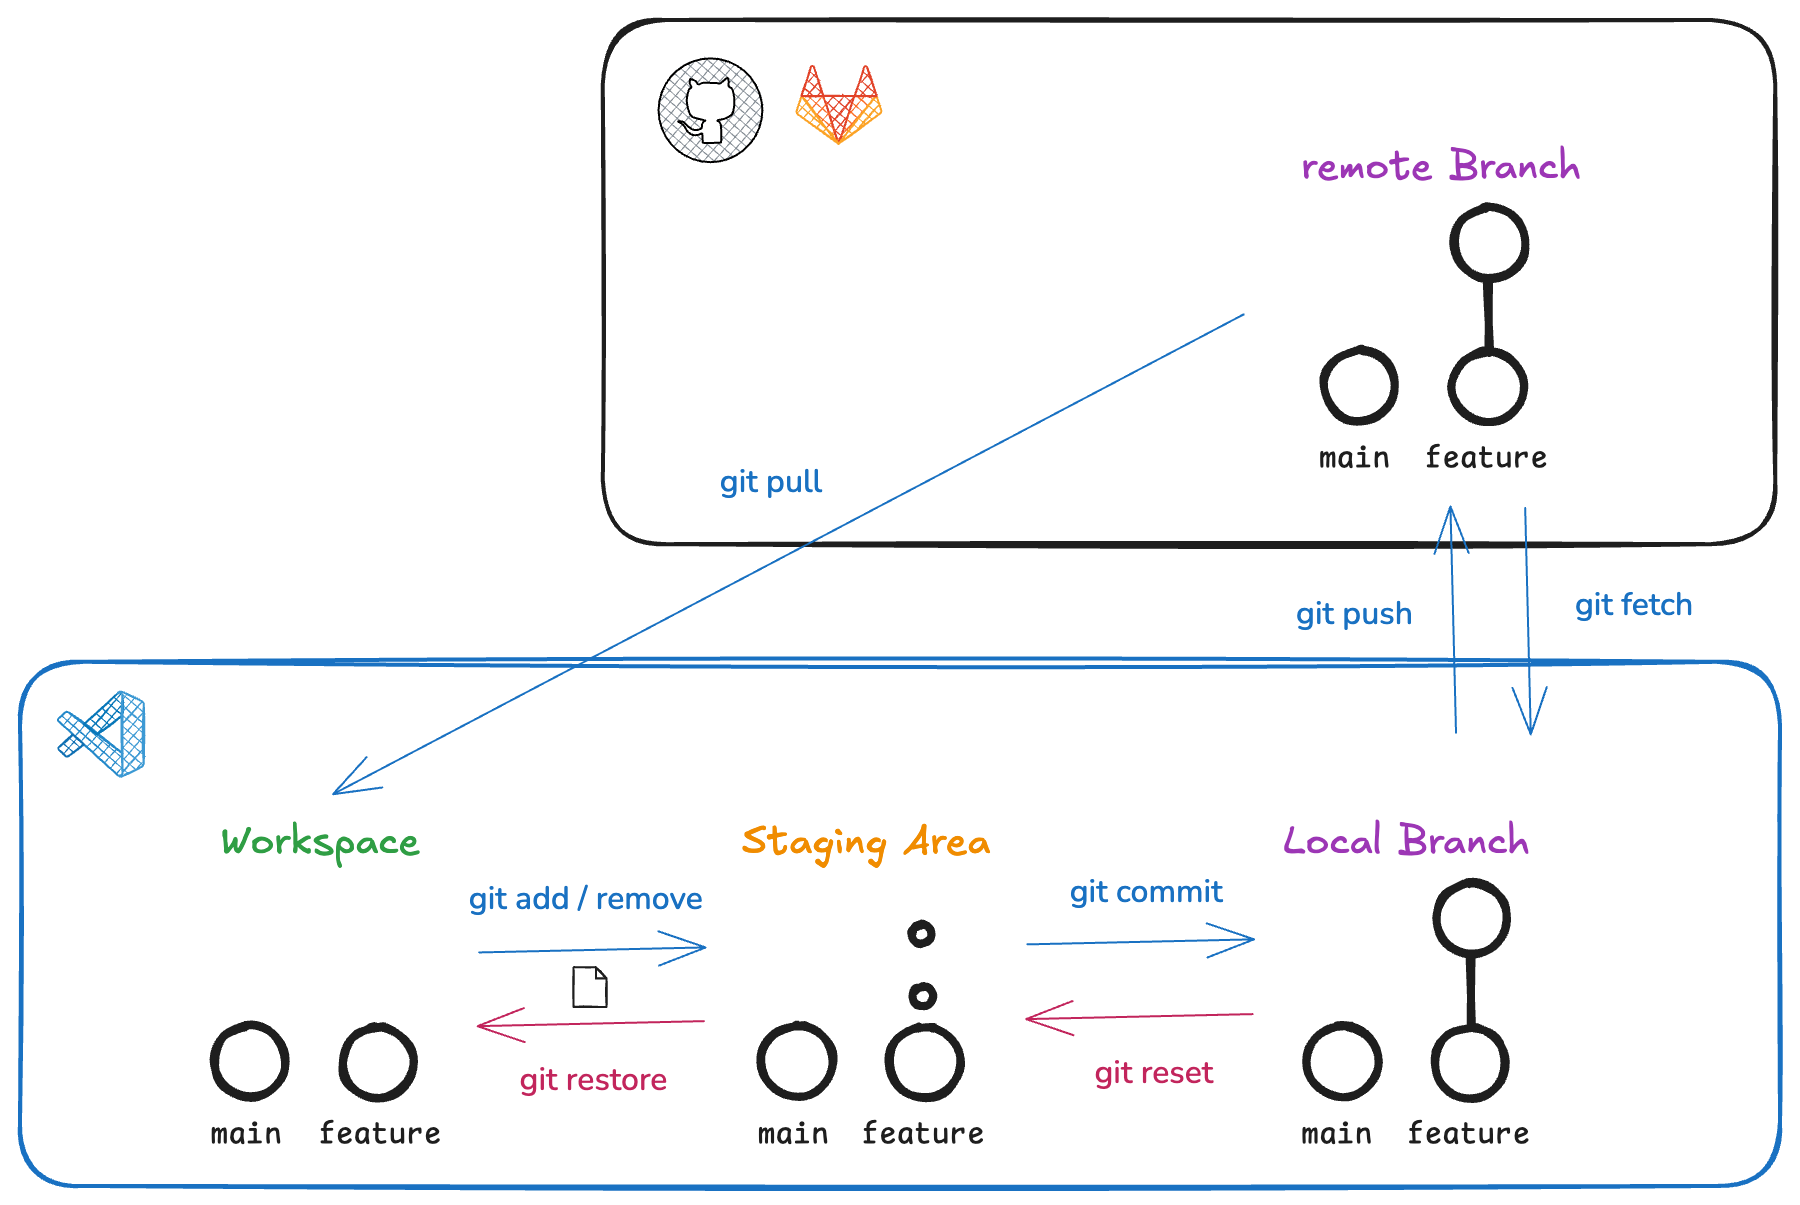 remote Branch
main feature
git pull
git push
git fetch
Workspace
Staging Area
Local Branch
git add / remove
git commit
git restore
git reset
main feature
main feature
main feature